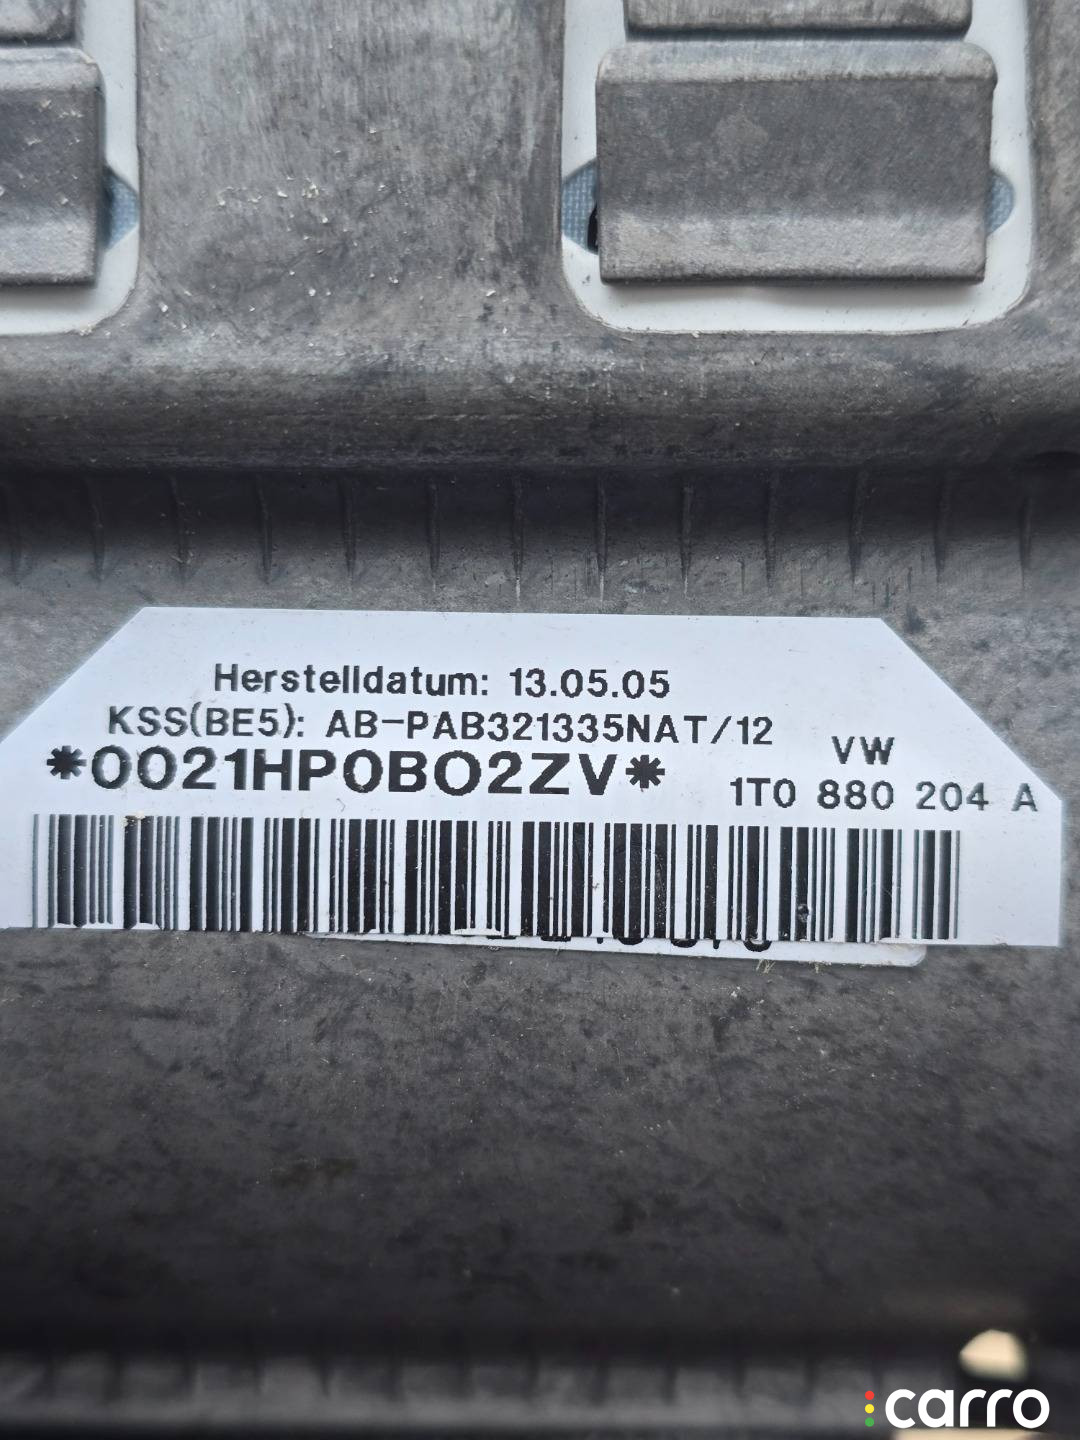 Herstelldatum: 13.05.05
KSS(BE5): AB-PAB321335NAT/12
*0021HP0BO2ZV*
VW
1T0 880 204 A
carro